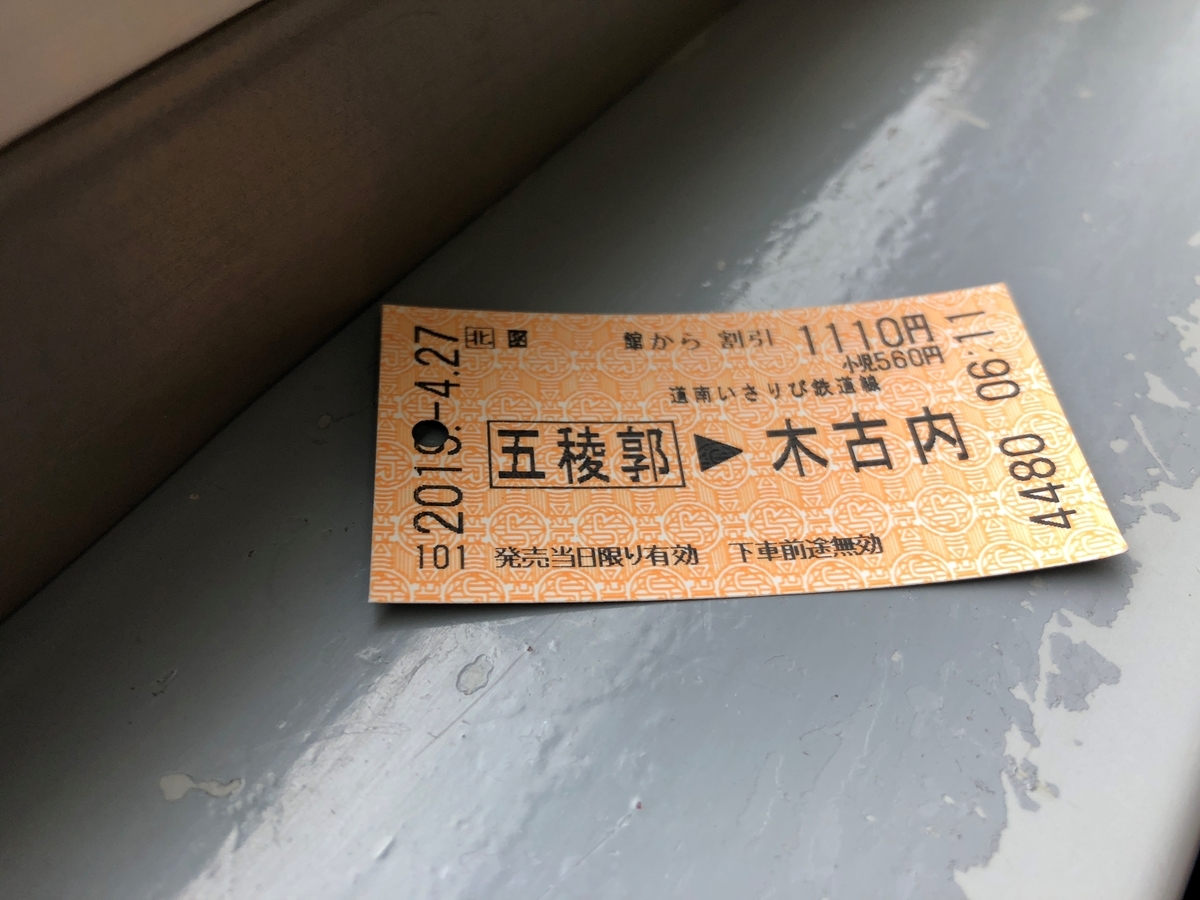 北 図 館から 割引 1110円
小児560円
道南いさりび鉄道線
五稜郭 ▶ 木古内
2019.-4.27
06:11
4480
101 発売当日限り有効 下車前途無効